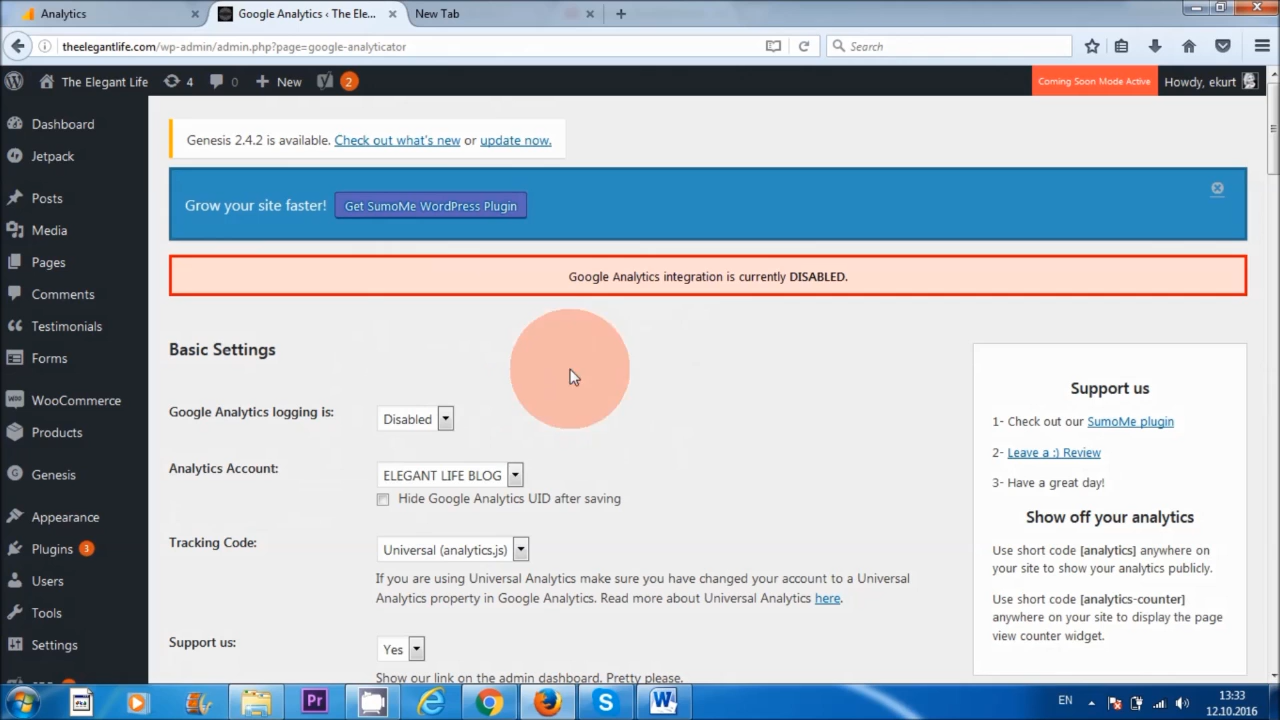 Analytics
Google Analytics ‹ The Ele...
New Tab
theelegantlife.com/wp-admin/admin.php?page=google-analyticator
Search
The Elegant Life
4
0
New
2
Coming Soon Mode Active
Howdy, ekurt
Dashboard
Jetpack
Posts
Media
Pages
Comments
Testimonials
Forms
WooCommerce
Products
Genesis
Appearance
Plugins 3
Users
Tools
Settings
Genesis 2.4.2 is available. Check out what's new or update now.
Grow your site faster! Get SumoMe WordPress Plugin
Google Analytics integration is currently DISABLED.
Basic Settings
Google Analytics logging is:
Disabled
Analytics Account:
ELEGANT LIFE BLOG
Hide Google Analytics UID after saving
Tracking Code:
Universal (analytics.js)
If you are using Universal Analytics make sure you have changed your account to a Universal
Analytics property in Google Analytics. Read more about Universal Analytics here.
Support us:
Yes
Show our link on the admin dashboard. Pretty please.
Support us
1- Check out our SumoMe plugin
2- Leave a :) Review
3- Have a great day!
Show off your analytics
Use short code [analytics] anywhere on
your site to show your analytics publicly.
Use short code [analytics-counter]
anywhere on your site to display the page
view counter widget.
Pr
EN
13:33
12.10.2016